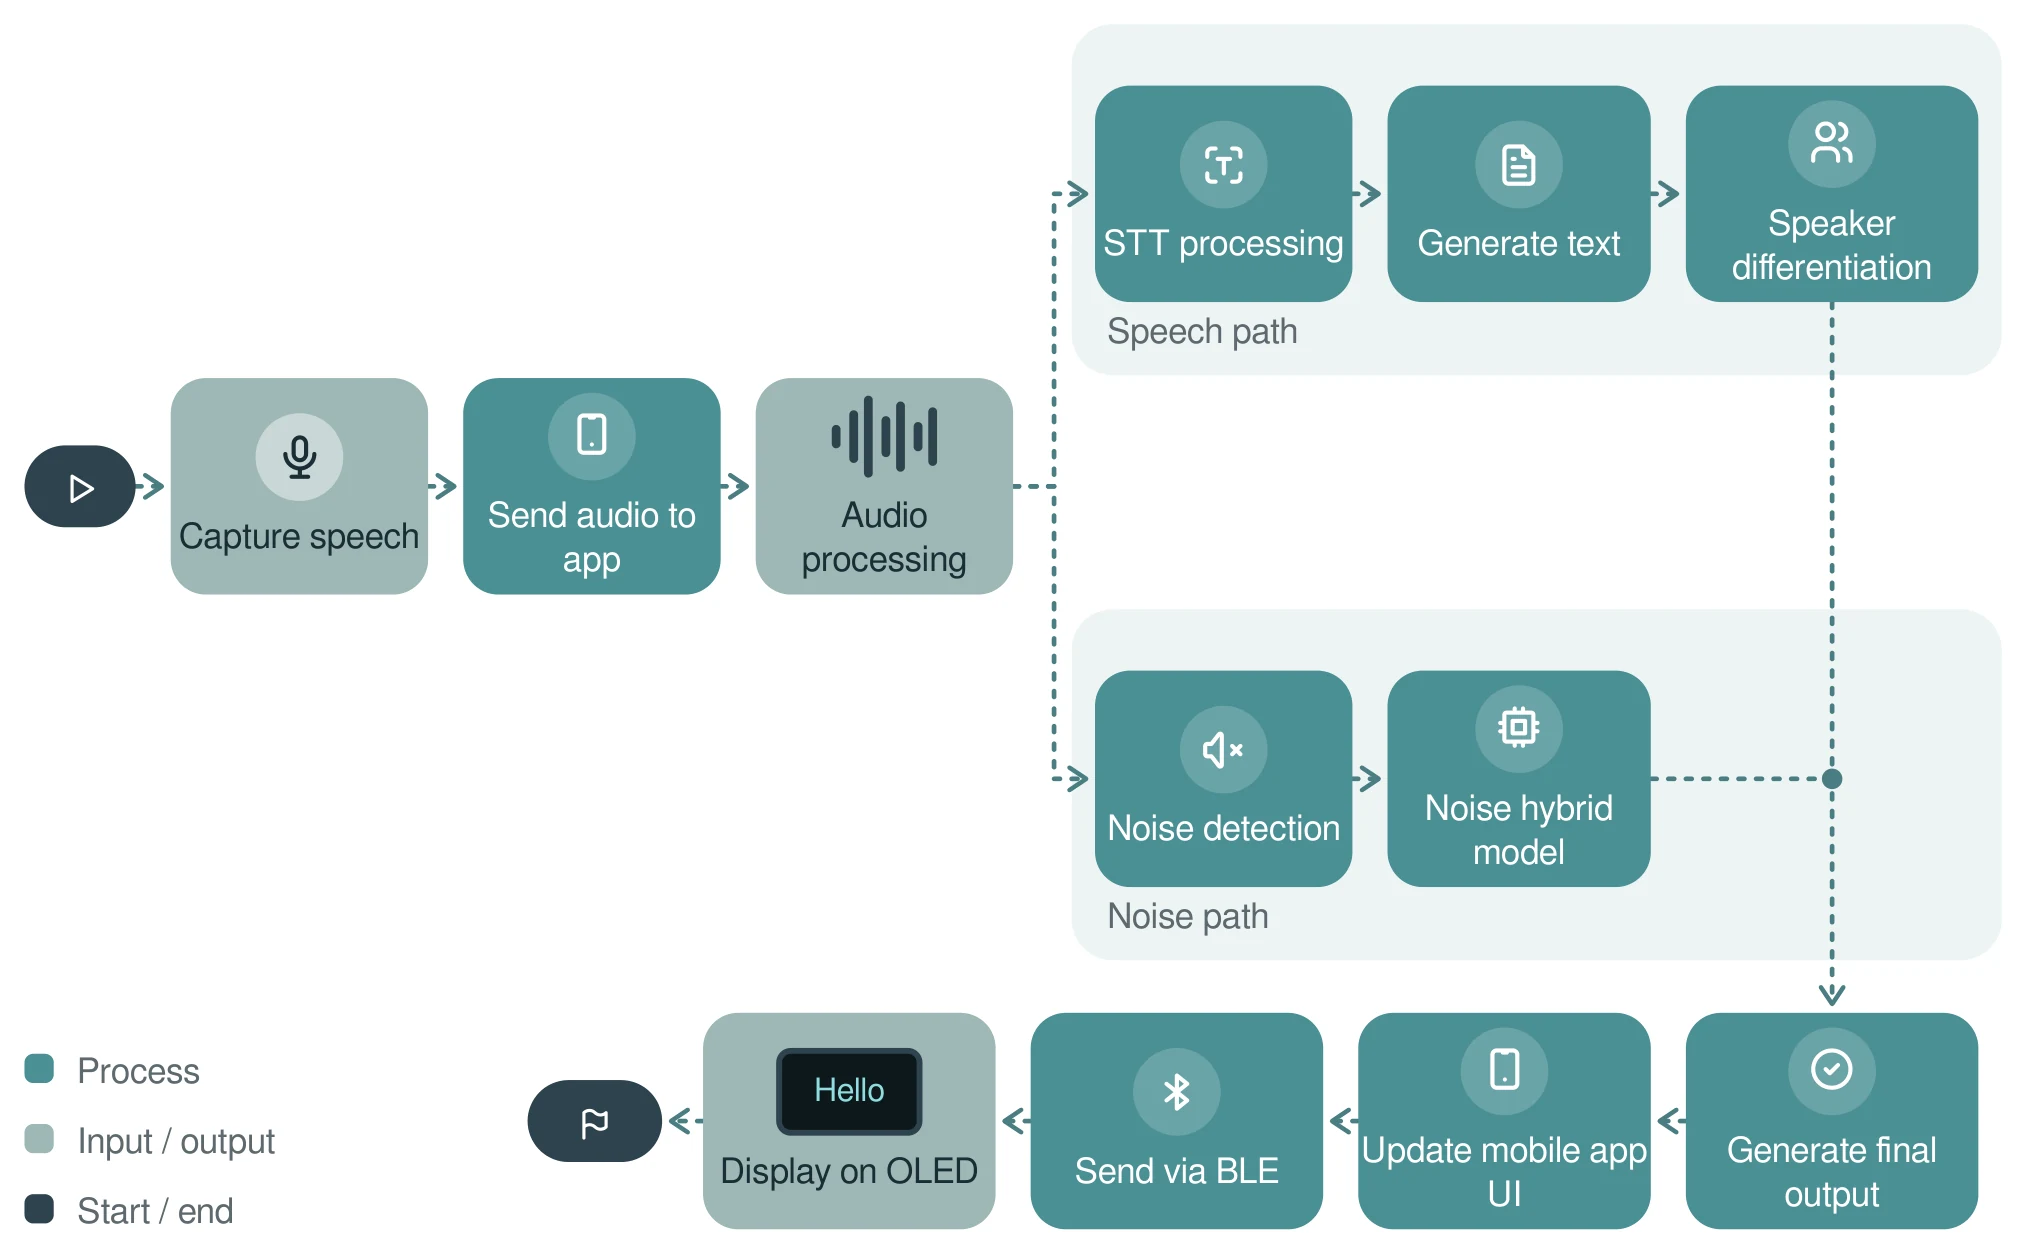 STT processing
Generate text
Speaker
differentiation
Speech path
Capture speech
Send audio to
app
Audio
processing
Noise detection
Noise hybrid
model
Noise path
Hello
Display on OLED
Send via BLE
Update mobile app
UI
Generate final
output
Process
Input / output
Start / end